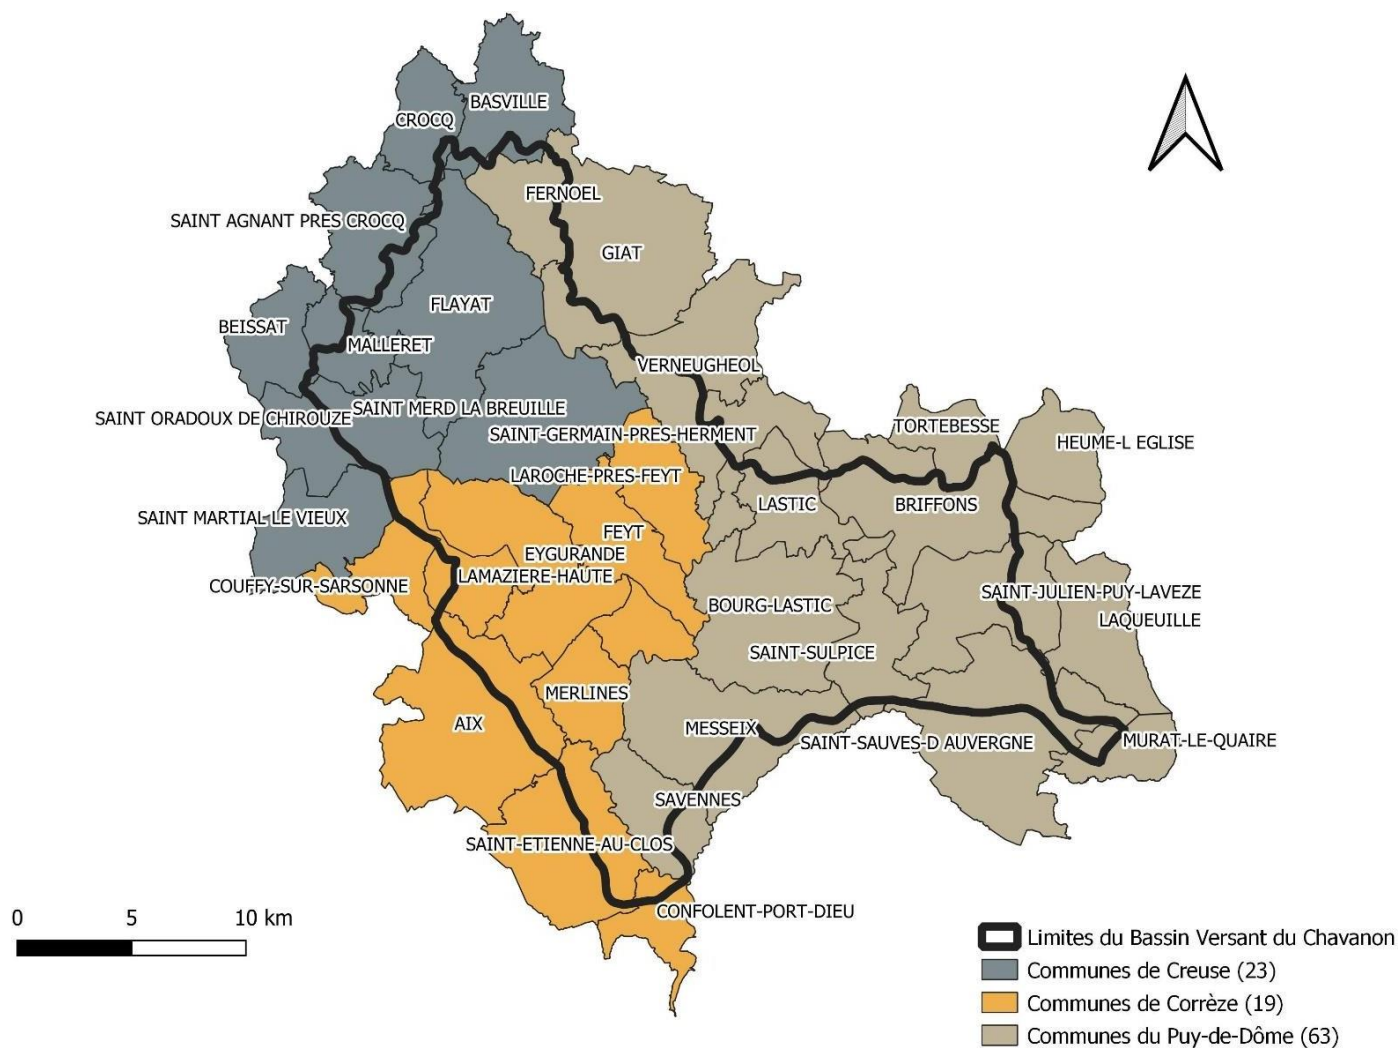 BASVILLE
CROCQ
FERNOEL
SAINT AGNANT PRES CROCQ
GIAT
FLAYAT
BEISSAT
MALLERET
VERNEUGHEOL
SAINT ORADOUX DE CHIROUZE
SAINT MERD LA BREUILLE
TORTEBESSE
SAINT-GERMAIN-PRES-HERMENT
HEUME-L EGLISE
LAROCHE-PRES-FEYT
LASTIC
BRIFFONS
SAINT MARTIAL LE VIEUX
FEYT
EYGURANDE
COUFFY-SUR-SARSONNE
LAMAZIERE-HAUTE
SAINT-JULIEN-PUY-LAVEZE
BOURG-LASTIC
LAQUEUILLE
SAINT-SULPICE
MERLINES
AIX
MESSEIX
SAINT-SAUVES-D AUVERGNE
MURAT-LE-QUAIRE
SAVENNES
SAINT-ETIENNE-AU-CLOS
CONFOLENT-PORT-DIEU
0 5 10 km
Limites du Bassin Versant du Chavanon
Communes de Creuse (23)
Communes de Corrèze (19)
Communes du Puy-de-Dôme (63)